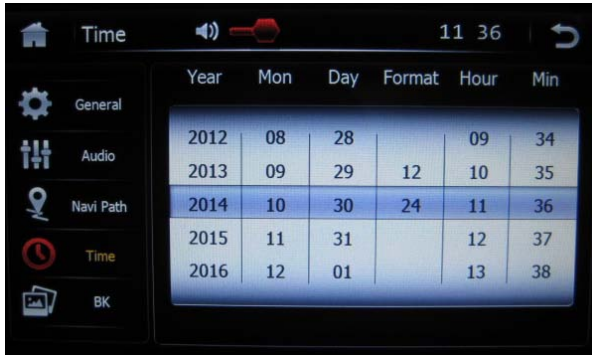 Time 11 36
Year Mon Day Format Hour Min
General
Audio
Navi Path
Time
BK
2012 08 28 09 34
2013 09 29 12 10 35
2014 10 30 24 11 36
2015 11 31 12 37
2016 12 01 13 38